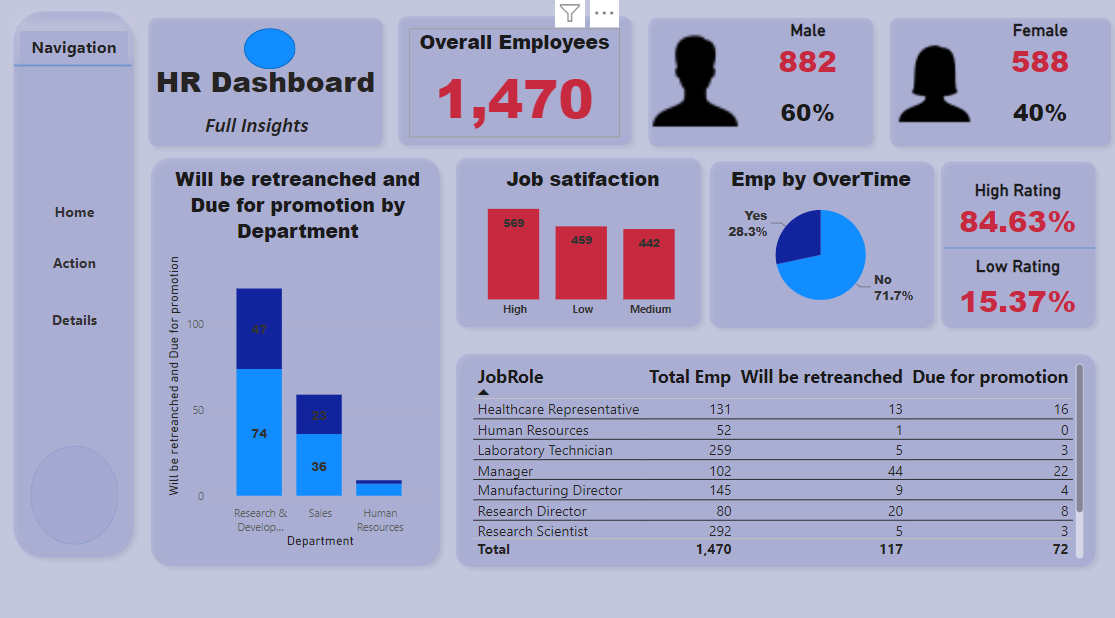 Navigation
Home
Action
Details
HR Dashboard
Full Insights
Overall Employees
1,470
Male
882
60%
Female
588
40%
Will be retreanched and
Due for promotion by
Department
Will be retreanched and Due for promotion
100
50
0
47
74
23
36
Research &
Develop...
Sales
Human
Resources
Department
Job satifaction
569
459
442
High
Low
Medium
Emp by OverTime
Yes
28.3%
No
71.7%
High Rating
84.63%
Low Rating
15.37%
JobRole Total Emp Will be retreanched Due for promotion
Healthcare Representative 131 13 16
Human Resources 52 1 0
Laboratory Technician 259 5 3
Manager 102 44 22
Manufacturing Director 145 9 4
Research Director 80 20 8
Research Scientist 292 5 3
Total 1,470 117 72